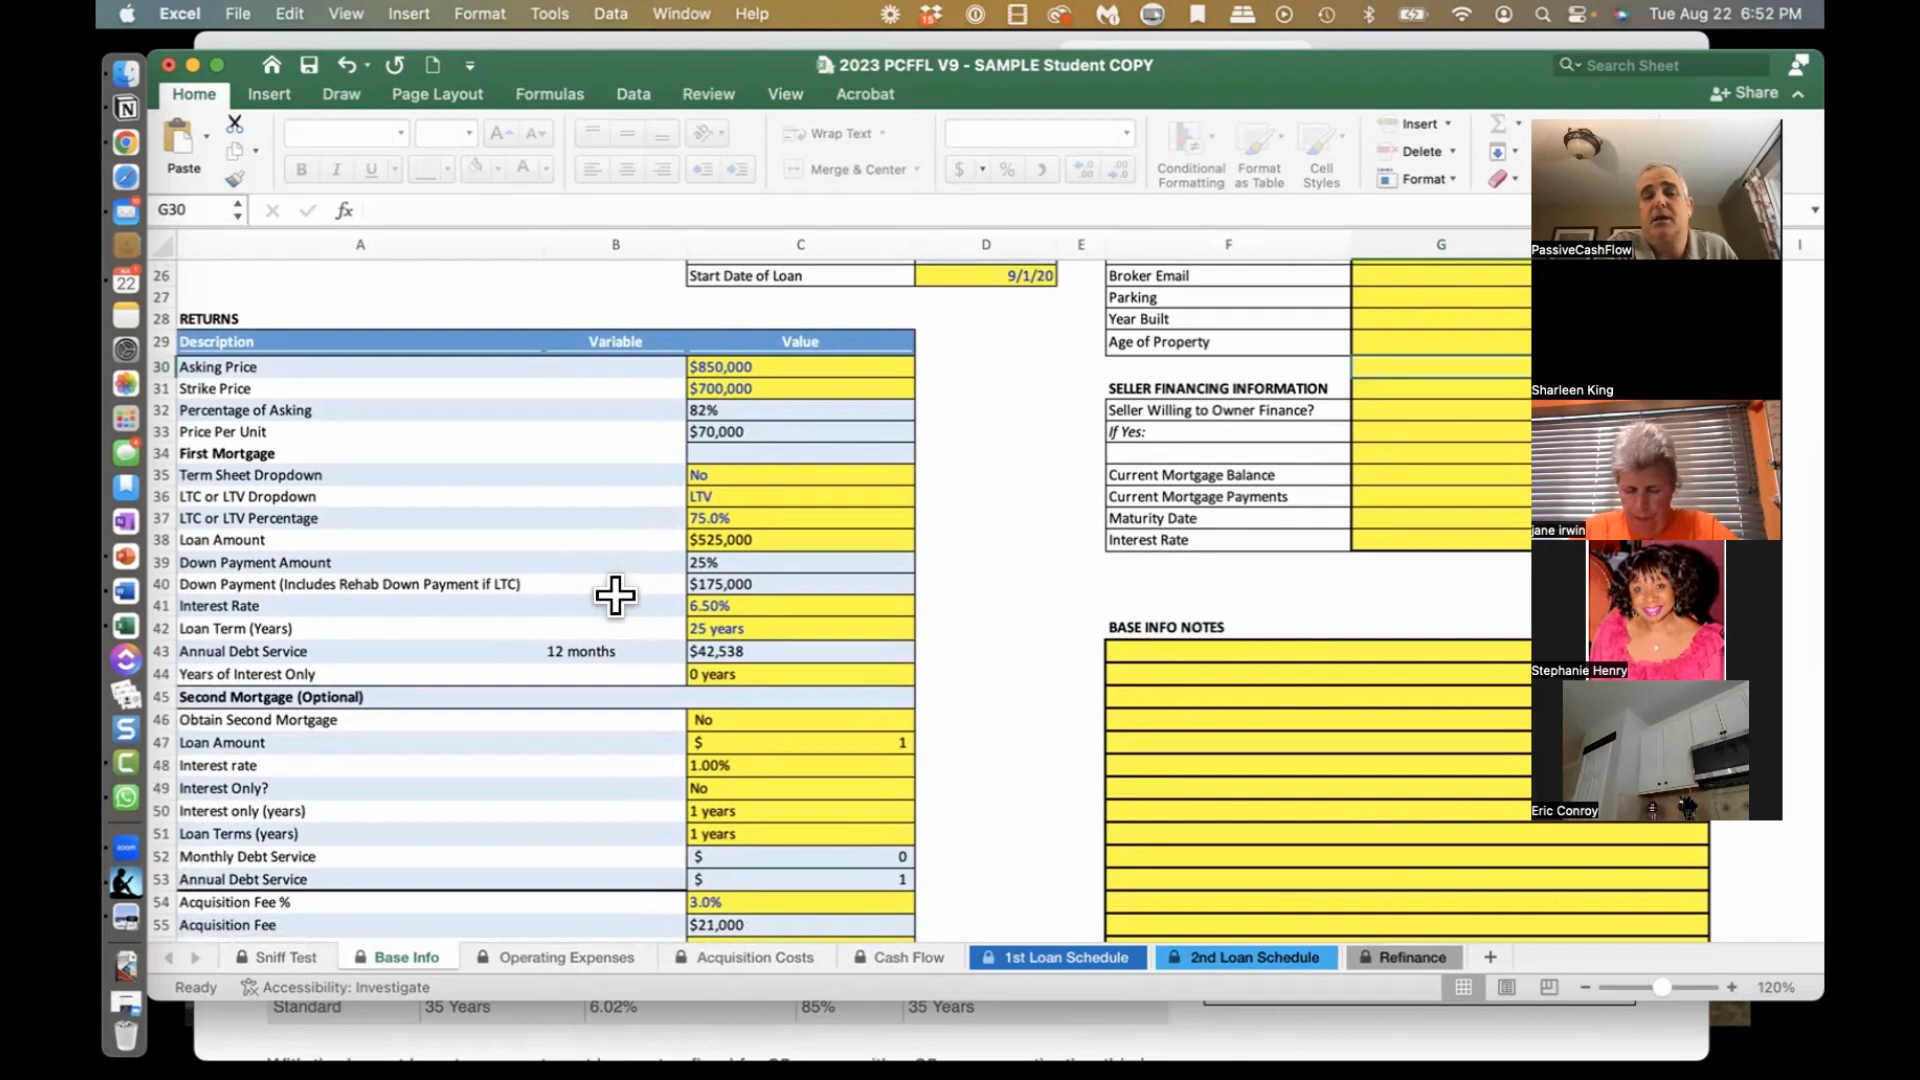 Excel File Edit View Insert Format Tools Data Window Help Tue Aug 22 6:52 PM
2023 PCFFL V9 - SAMPLE Student COPY
Search Sheet
Home Insert Draw Page Layout Formulas Data Review View Acrobat Share
Paste
Wrap Text
Merge & Center
Conditional Formatting
Format as Table
Cell Styles
Insert
Delete
Format
G30 fx
A B C D E F G I
26 Start Date of Loan 9/1/20 Broker Email
27 Parking
28 RETURNS Year Built
29 Description Variable Value Age of Property
30 Asking Price $850,000
31 Strike Price $700,000 SELLER FINANCING INFORMATION
32 Percentage of Asking 82% Seller Willing to Owner Finance?
33 Price Per Unit $70,000 If Yes:
34 First Mortgage
35 Term Sheet Dropdown No Current Mortgage Balance
36 LTC or LTV Dropdown LTV Current Mortgage Payments
37 LTC or LTV Percentage 75.0% Maturity Date
38 Loan Amount $525,000 Interest Rate
39 Down Payment Amount 25%
40 Down Payment (Includes Rehab Down Payment if LTC) $175,000
41 Interest Rate 6.50%
42 Loan Term (Years) 25 years BASE INFO NOTES
43 Annual Debt Service 12 months $42,538
44 Years of Interest Only 0 years
45 Second Mortgage (Optional)
46 Obtain Second Mortgage No
47 Loan Amount $ 1
48 Interest rate 1.00%
49 Interest Only? No
50 Interest only (years) 1 years
51 Loan Terms (years) 1 years
52 Monthly Debt Service $ 0
53 Annual Debt Service $ 1
54 Acquisition Fee % 3.0%
55 Acquisition Fee $21,000
PassiveCashFlow
Sharleen King
jane irwin
Stephanie Henry
Eric Conroy
Sniff Test Base Info Operating Expenses Acquisition Costs Cash Flow 1st Loan Schedule 2nd Loan Schedule Refinance
Ready Accessibility: Investigate 120%
Standard 35 Years 6.02% 85% 35 Years